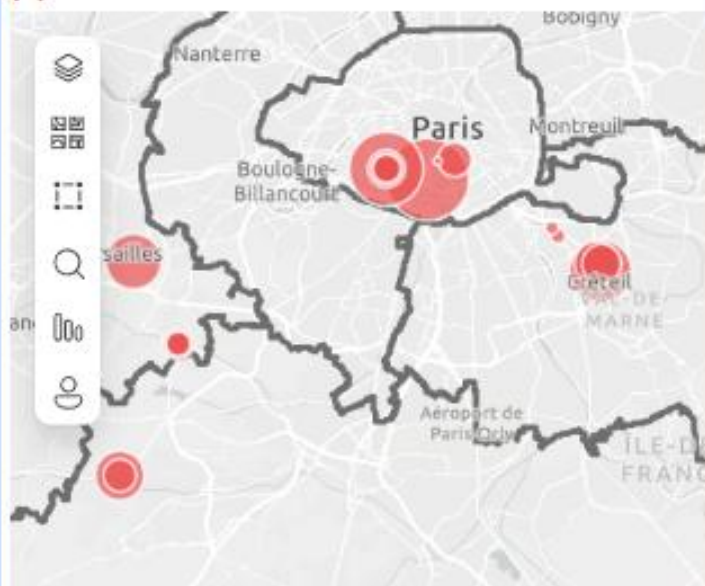 Bobigny
Nanterre
Paris
Montreuil
Boulogne-
Billancourt
sailles
Créteil
VAL-DE-
MARNE
Aéroport de
Paris-Orly
ÎLE-D
FRANC